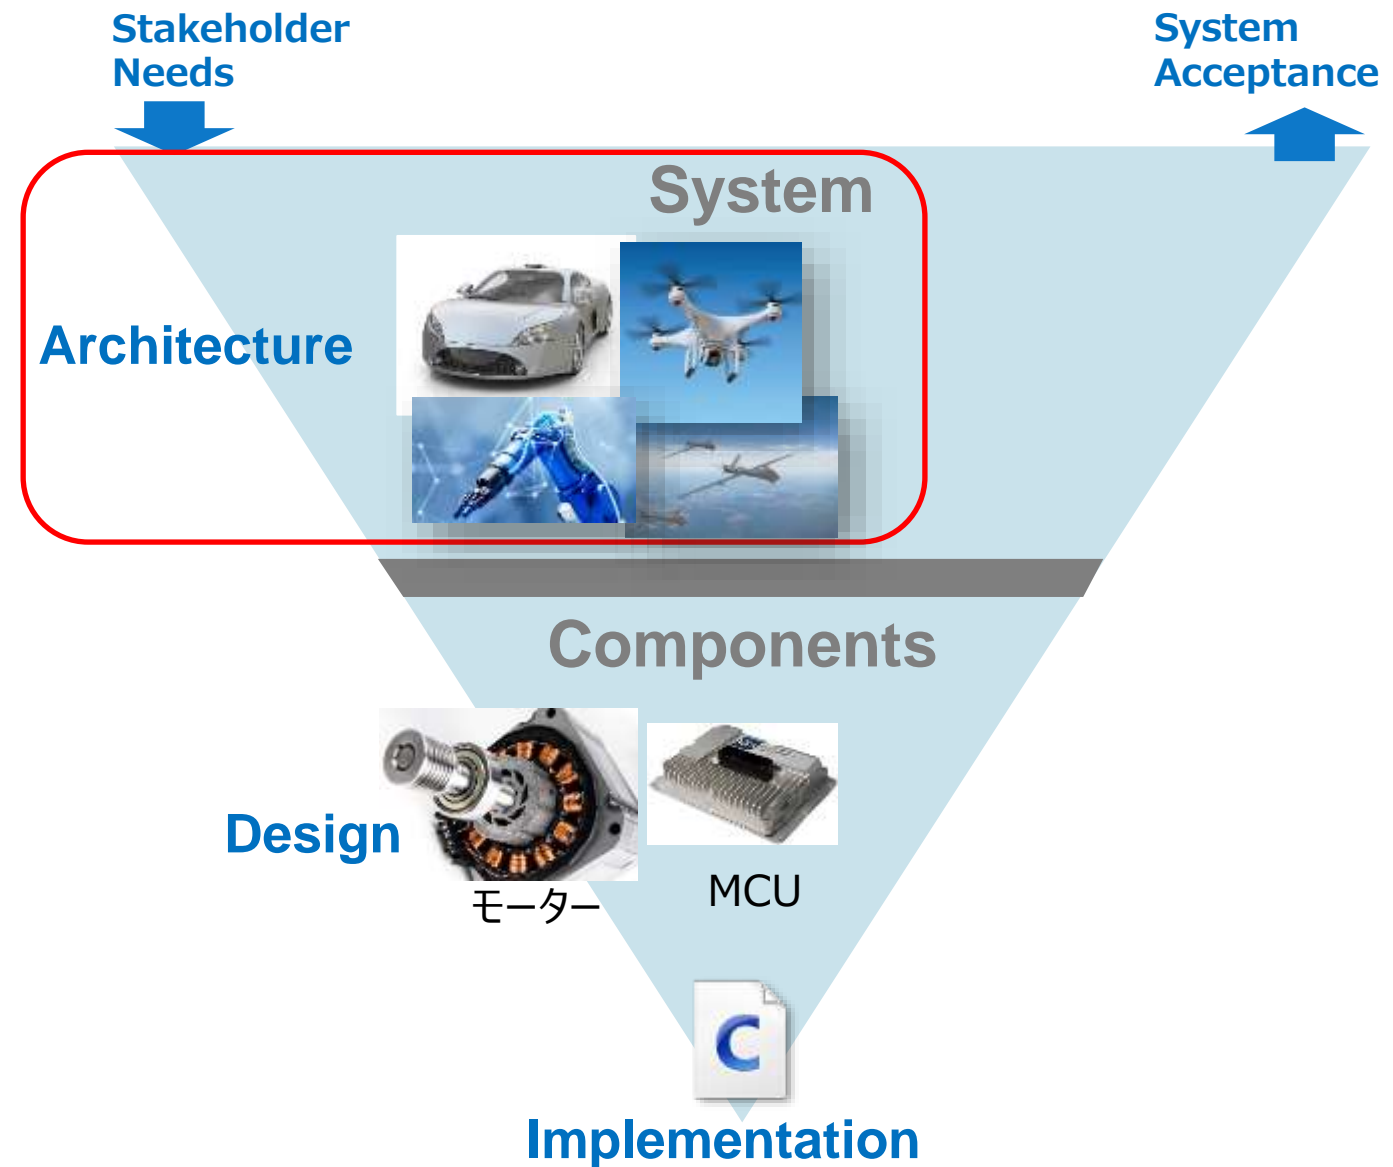 Stakeholder
Needs
System
Acceptance
System
Architecture
Components
Design
モーター
MCU
C
Implementation